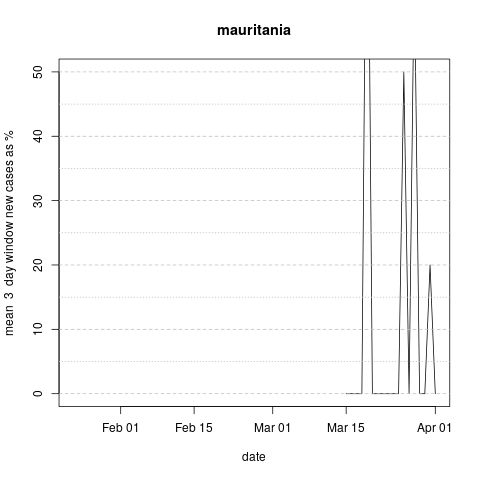 mauritania
mean  3  day window new cases as %
50
40
30
20
10
0
Feb 01
Feb 15
Mar 01
Mar 15
Apr 01
date